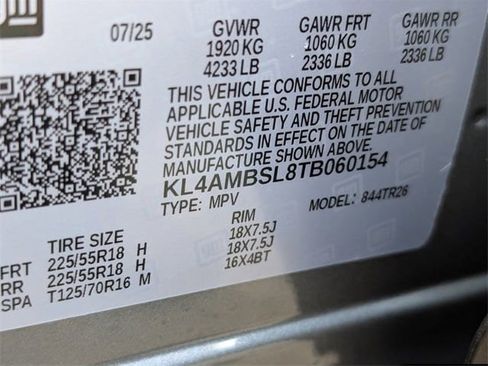 07/25 GVWR GAWR FRT GAWR RR
1920 KG 1060 KG 1060 KG
4233 LB 2336 LB 2336 LB
THIS VEHICLE CONFORMS TO ALL
APPLICABLE U.S. FEDERAL MOTOR
VEHICLE SAFETY AND THEFT PREVENTION
STANDARDS IN EFFECT ON THE DATE OF
MANUFACTURE SHOWN ABOVE.
KL4AMBSL8TB060154
TYPE: MPV MODEL: 844TR26
TIRE SIZE RIM
FRT 225/55R18 H 18X7.5J
RR 225/55R18 H 18X7.5J
SPA T125/70R16 M 16X4BT